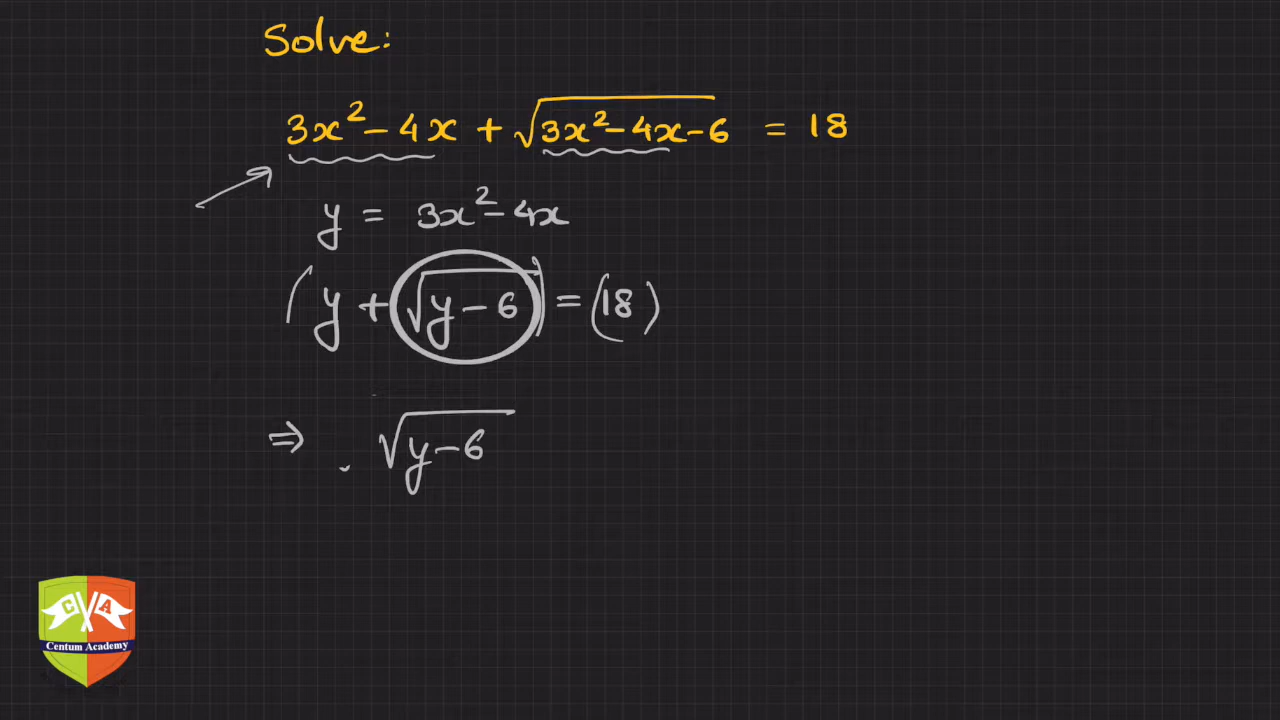 Solve:
3x² - 4x + √(3x² - 4x - 6) = 18
y = 3x² - 4x
(y + √(y - 6)) = (18)
⇒ √(y - 6)
C A
Centum Academy